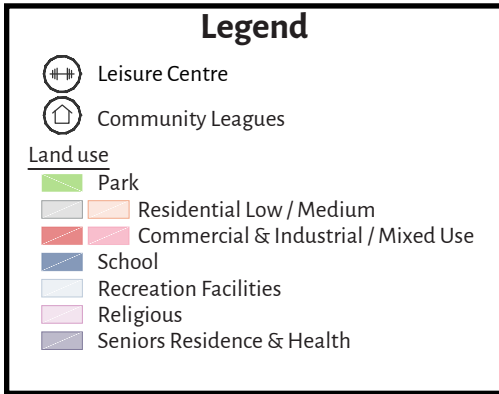 Legend
Leisure Centre
Community Leagues
Land use
Park
Residential Low / Medium
Commercial & Industrial / Mixed Use
School
Recreation Facilities
Religious
Seniors Residence & Health